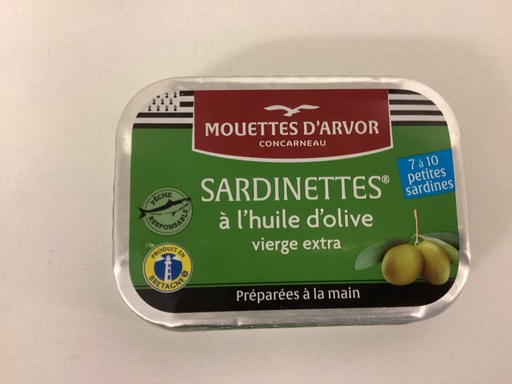 MOUETTES D'ARVOR
CONCARNEAU
7 à 10
petites
sardines
SARDINETTES®
à l'huile d'olive
vierge extra
PÊCHE
RESPONSABLE
PRODUIT EN
BRETAGNE
Préparées à la main